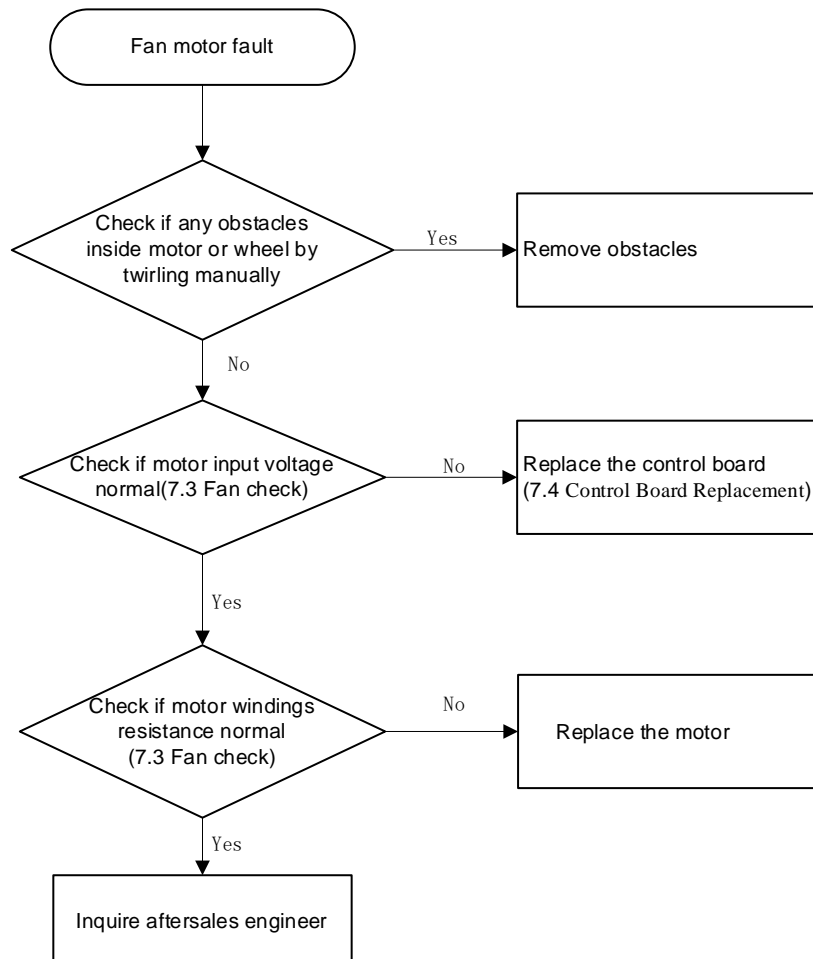 Fan motor fault
Check if any obstacles
inside motor or wheel by
twirling manually
Yes
Remove obstacles
No
Check if motor input voltage
normal(7.3 Fan check)
No
Replace the control board
(7.4 Control Board Replacement)
Yes
Check if motor windings
resistance normal
(7.3 Fan check)
No
Replace the motor
Yes
Inquire aftersales engineer